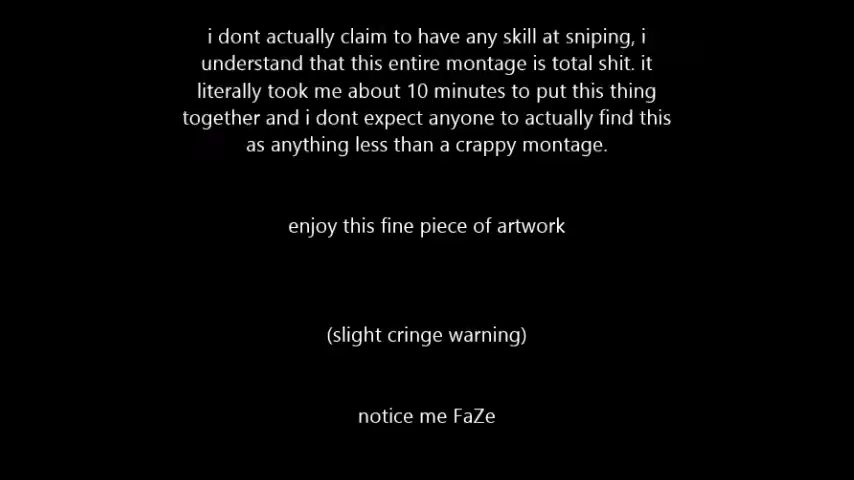 i dont actually claim to have any skill at sniping, i
understand that this entire montage is total shit. it
literally took me about 10 minutes to put this thing
together and i dont expect anyone to actually find this
as anything less than a crappy montage.
enjoy this fine piece of artwork
(slight cringe warning)
notice me FaZe